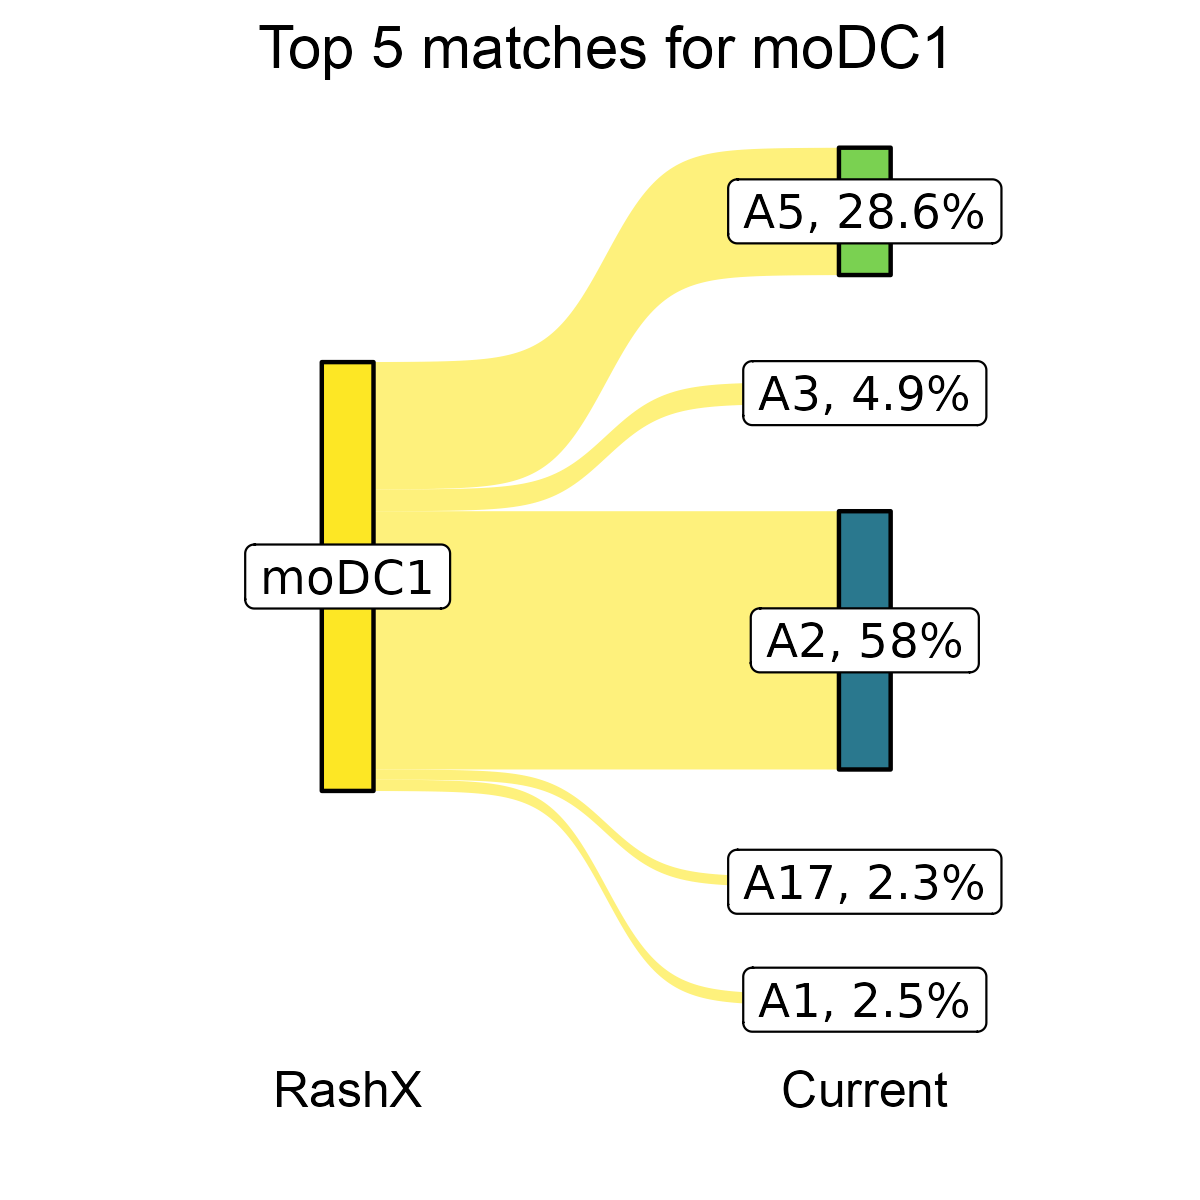 Top 5 matches for moDC1
A5, 28.6%
A3, 4.9%
moDC1
A2, 58%
A17, 2.3%
A1, 2.5%
RashX
Current